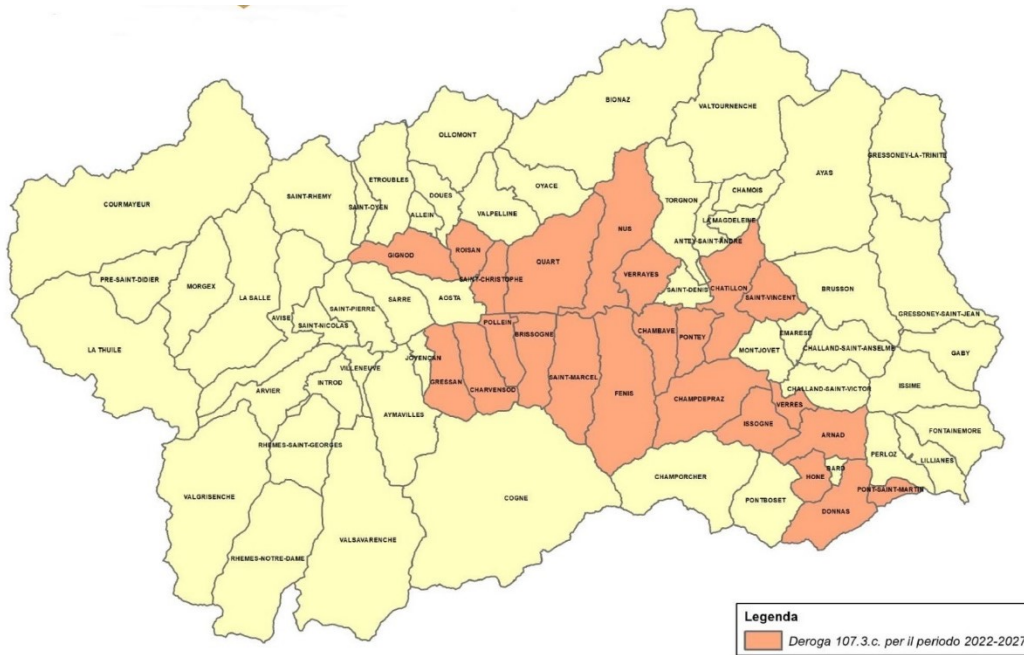 BIONAZ
VALTOURNENCHE
OLLOMONT
GRESSONEY-LA-TRINITE
AYAS
ETROUBLES
DOUES
OYACE
SAINT-RHEMY
CHAMOIS
TORGNON
COURMAYEUR
SAINT-OYEN
ALLEIN
VALPELLINE
LA MAGDELEINE
NUS
ANTEY-SAINT-ANDRE
ROISAN
GIGNOD
QUART
SAINT-CHRISTOPHE
VERRAYES
PRE-SAINT-DIDIER
MORGEX
SAINT-DENIS
CHATILLON
BRUSSON
LA SALLE
SARRE
AOSTA
SAINT-VINCENT
SAINT-PIERRE
GRESSONEY-SAINT-JEAN
AVISE
SAINT-NICOLAS
POLLEIN
BRISSOGNE
CHAMBAVE
PONTEY
EMARESE
LA THUILE
MONTJOVET
CHALLAND-SAINT-ANSELME
GABY
JOVENCAN
VILLENEUVE
SAINT-MARCEL
GRESSAN
INTROD
ARVIER
CHARVENSOD
FENIS
CHALLAND-SAINT-VICTOR
ISSIME
CHAMPDEPRAZ
VERRES
AYMAVILLES
ISSOGNE
FONTAINEMORE
ARNAD
RHEMES-SAINT-GEORGES
PERLOZ
LILLIANES
BARD
CHAMPORCHER
HONE
PONT-SAINT-MARTIN
VALGRISENCHE
COGNE
PONTBOSET
DONNAS
VALSAVARENCHE
RHEMES-NOTRE-DAME
Legenda
Deroga 107.3.c. per il periodo 2022-2027